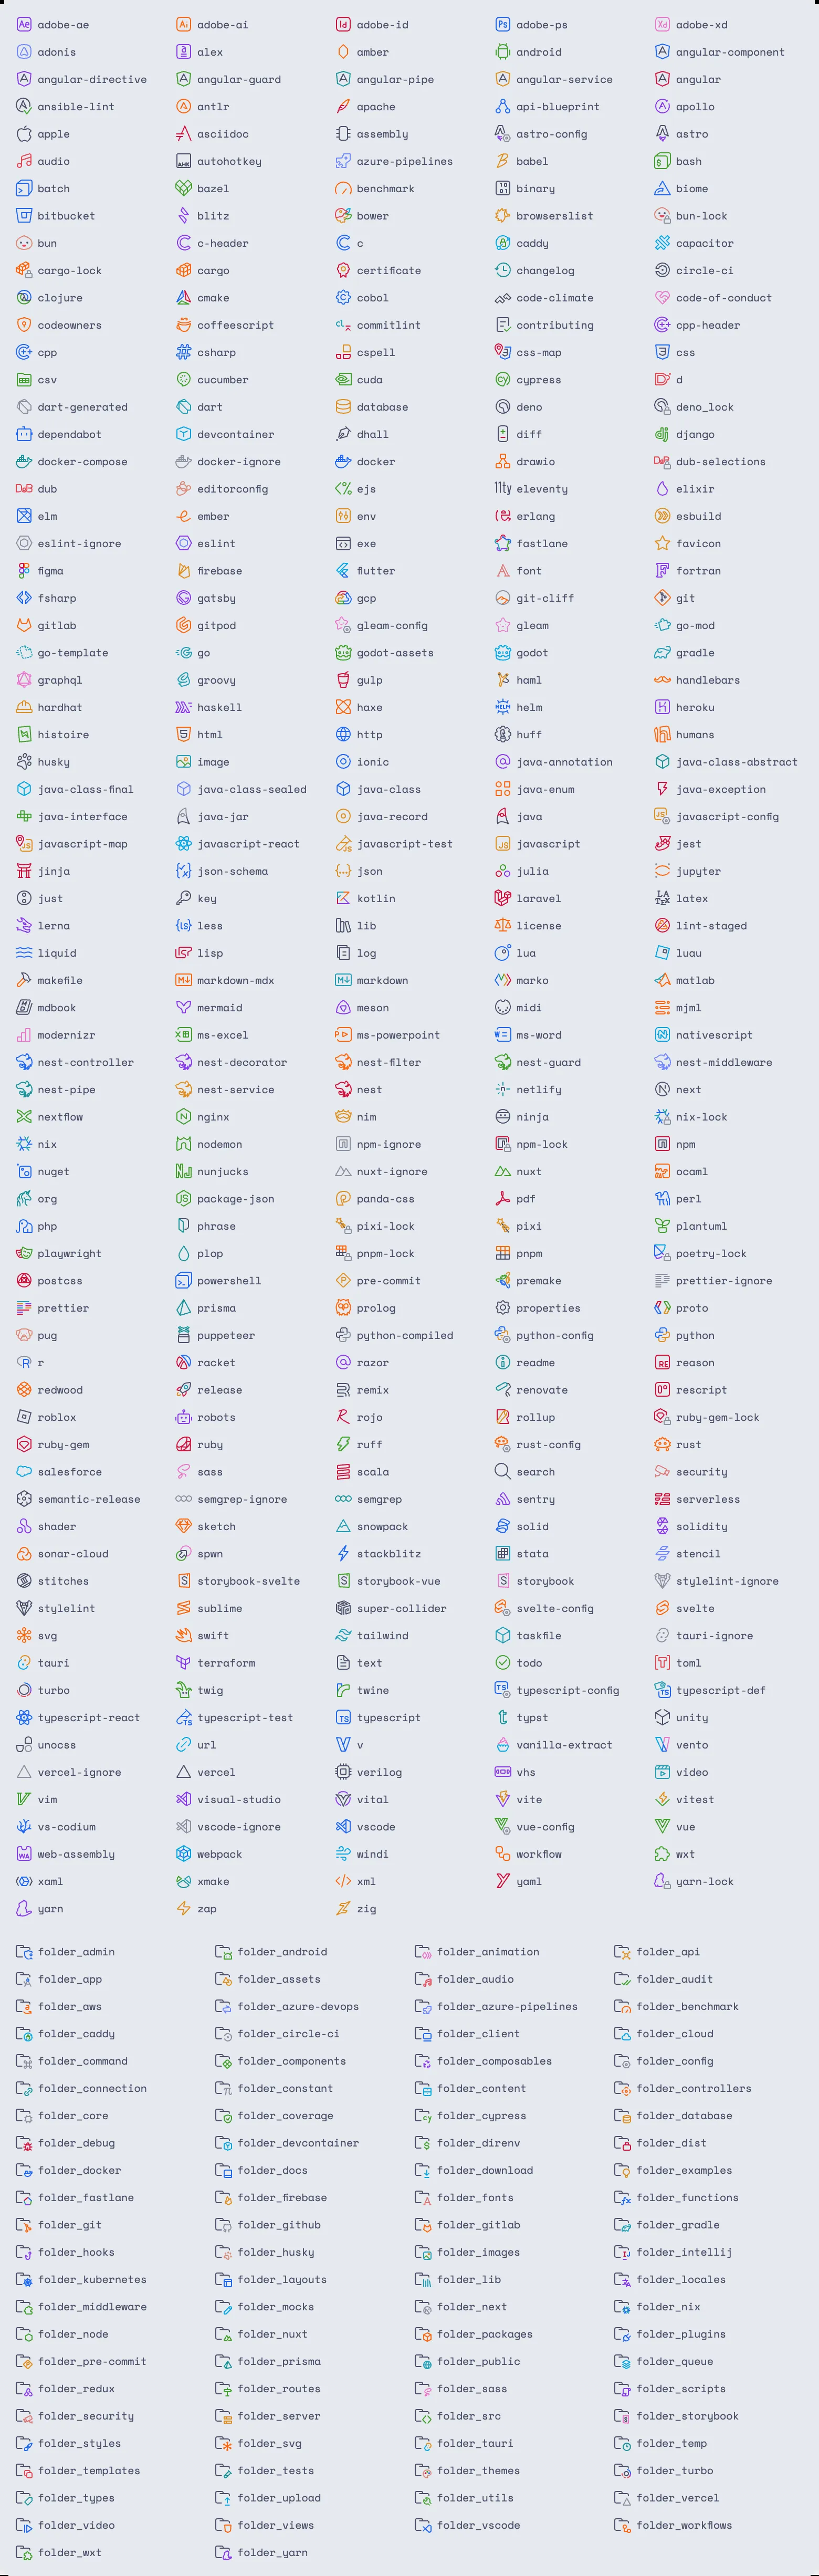 adobe-ae adobe-ai adobe-id adobe-ps adobe-xd
adonis alex amber android angular-component
angular-directive angular-guard angular-pipe angular-service angular
ansible-lint antlr apache api-blueprint apollo
apple asciidoc assembly astro-config astro
audio autohotkey azure-pipelines babel bash
batch bazel benchmark binary biome
bitbucket blitz bower browserslist bun-lock
bun c-header c caddy capacitor
cargo-lock cargo certificate changelog circle-ci
clojure cmake cobol code-climate code-of-conduct
codeowners coffeescript commitlint contributing cpp-header
cpp csharp cspell css-map css
csv cucumber cuda cypress d
dart-generated dart database deno deno_lock
dependabot devcontainer dhall diff django
docker-compose docker-ignore docker drawio dub-selections
dub editorconfig ejs eleventy elixir
elm ember env erlang esbuild
eslint-ignore eslint exe fastlane favicon
figma firebase flutter font fortran
fsharp gatsby gcp git-cliff git
gitlab gitpod gleam-config gleam go-mod
go-template go godot-assets godot gradle
graphql groovy gulp haml handlebars
hardhat haskell haxe helm heroku
histoire html http huff humans
husky image ionic java-annotation java-class-abstract
java-class-final java-class-sealed java-class java-enum java-exception
java-interface java-jar java-record java javascript-config
javascript-map javascript-react javascript-test javascript jest
jinja json-schema json julia jupyter
just key kotlin laravel latex
lerna less lib license lint-staged
liquid lisp log lua luau
makefile markdown-mdx markdown marko matlab
mdbook mermaid meson midi mjml
modernizr ms-excel ms-powerpoint ms-word nativescript
nest-controller nest-decorator nest-filter nest-guard nest-middleware
nest-pipe nest-service nest netlify next
nextflow nginx nim ninja nix-lock
nix nodemon npm-ignore npm-lock npm
nuget nunjucks nuxt-ignore nuxt ocaml
org package-json panda-css pdf perl
php phrase pixi-lock pixi plantuml
playwright plop pnpm-lock pnpm poetry-lock
postcss powershell pre-commit premake prettier-ignore
prettier prisma prolog properties proto
pug puppeteer python-compiled python-config python
r racket razor readme reason
redwood release remix renovate rescript
roblox robots rojo rollup ruby-gem-lock
ruby-gem ruby ruff rust-config rust
salesforce sass scala search security
semantic-release semgrep-ignore semgrep sentry serverless
shader sketch snowpack solid solidity
sonar-cloud spwn stackblitz stata stencil
stitches storybook-svelte storybook-vue storybook stylelint-ignore
stylelint sublime super-collider svelte-config svelte
svg swift tailwind taskfile tauri-ignore
tauri terraform text todo toml
turbo twig twine typescript-config typescript-def
typescript-react typescript-test typescript typst unity
unocss url v vanilla-extract vento
vercel-ignore vercel verilog vhs video
vim visual-studio vital vite vitest
vs-codium vscode-ignore vscode vue-config vue
web-assembly webpack windi workflow wxt
xaml xmake xml yaml yarn-lock
yarn zap zig
folder_admin folder_android folder_animation folder_api
folder_app folder_assets folder_audio folder_audit
folder_aws folder_azure-devops folder_azure-pipelines folder_benchmark
folder_caddy folder_circle-ci folder_client folder_cloud
folder_command folder_components folder_composables folder_config
folder_connection folder_constant folder_content folder_controllers
folder_core folder_coverage folder_cypress folder_database
folder_debug folder_devcontainer folder_direnv folder_dist
folder_docker folder_docs folder_download folder_examples
folder_fastlane folder_firebase folder_fonts folder_functions
folder_git folder_github folder_gitlab folder_gradle
folder_hooks folder_husky folder_images folder_intellij
folder_kubernetes folder_layouts folder_lib folder_locales
folder_middleware folder_mocks folder_next folder_nix
folder_node folder_nuxt folder_packages folder_plugins
folder_pre-commit folder_prisma folder_public folder_queue
folder_redux folder_routes folder_sass folder_scripts
folder_security folder_server folder_src folder_storybook
folder_styles folder_svg folder_tauri folder_temp
folder_templates folder_tests folder_themes folder_turbo
folder_types folder_upload folder_utils folder_vercel
folder_video folder_views folder_vscode folder_workflows
folder_wxt folder_yarn